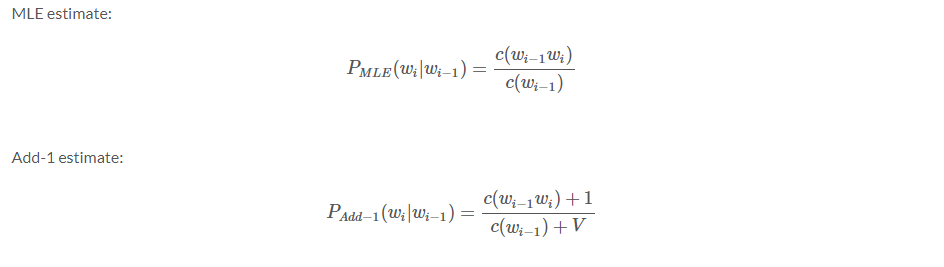 MLE estimate:
P_{MLE}(w_i|w_{i-1}) = \frac{c(w_{i-1}w_i)}{c(w_{i-1})}
Add-1 estimate:
P_{Add-1}(w_i|w_{i-1}) = \frac{c(w_{i-1}w_i)+1}{c(w_{i-1})+V}